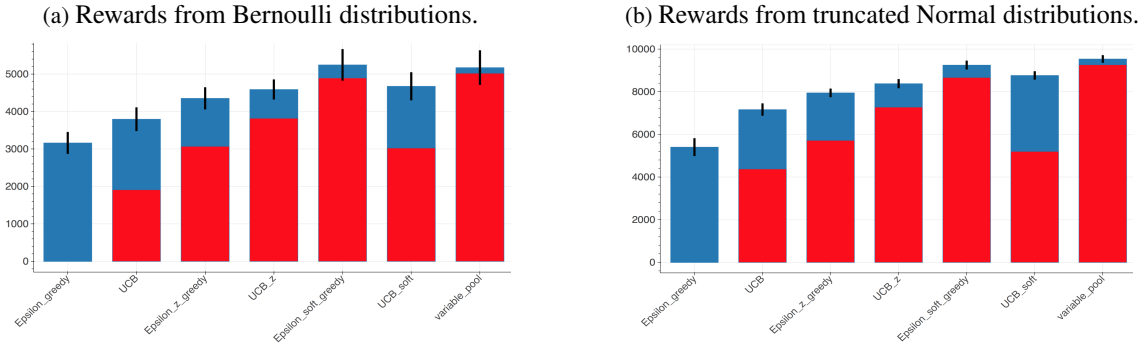 (a) Rewards from Bernoulli distributions.
5000
4000
3000
2000
1000
0
Epsilon_greedy
UCB
Epsilon_z_greedy
UCB_z
Epsilon_soft_greedy
UCB_soft
variable_pool
(b) Rewards from truncated Normal distributions.
10000
8000
6000
4000
2000
0
Epsilon_greedy
UCB
Epsilon_z_greedy
UCB_z
Epsilon_soft_greedy
UCB_soft
variable_pool